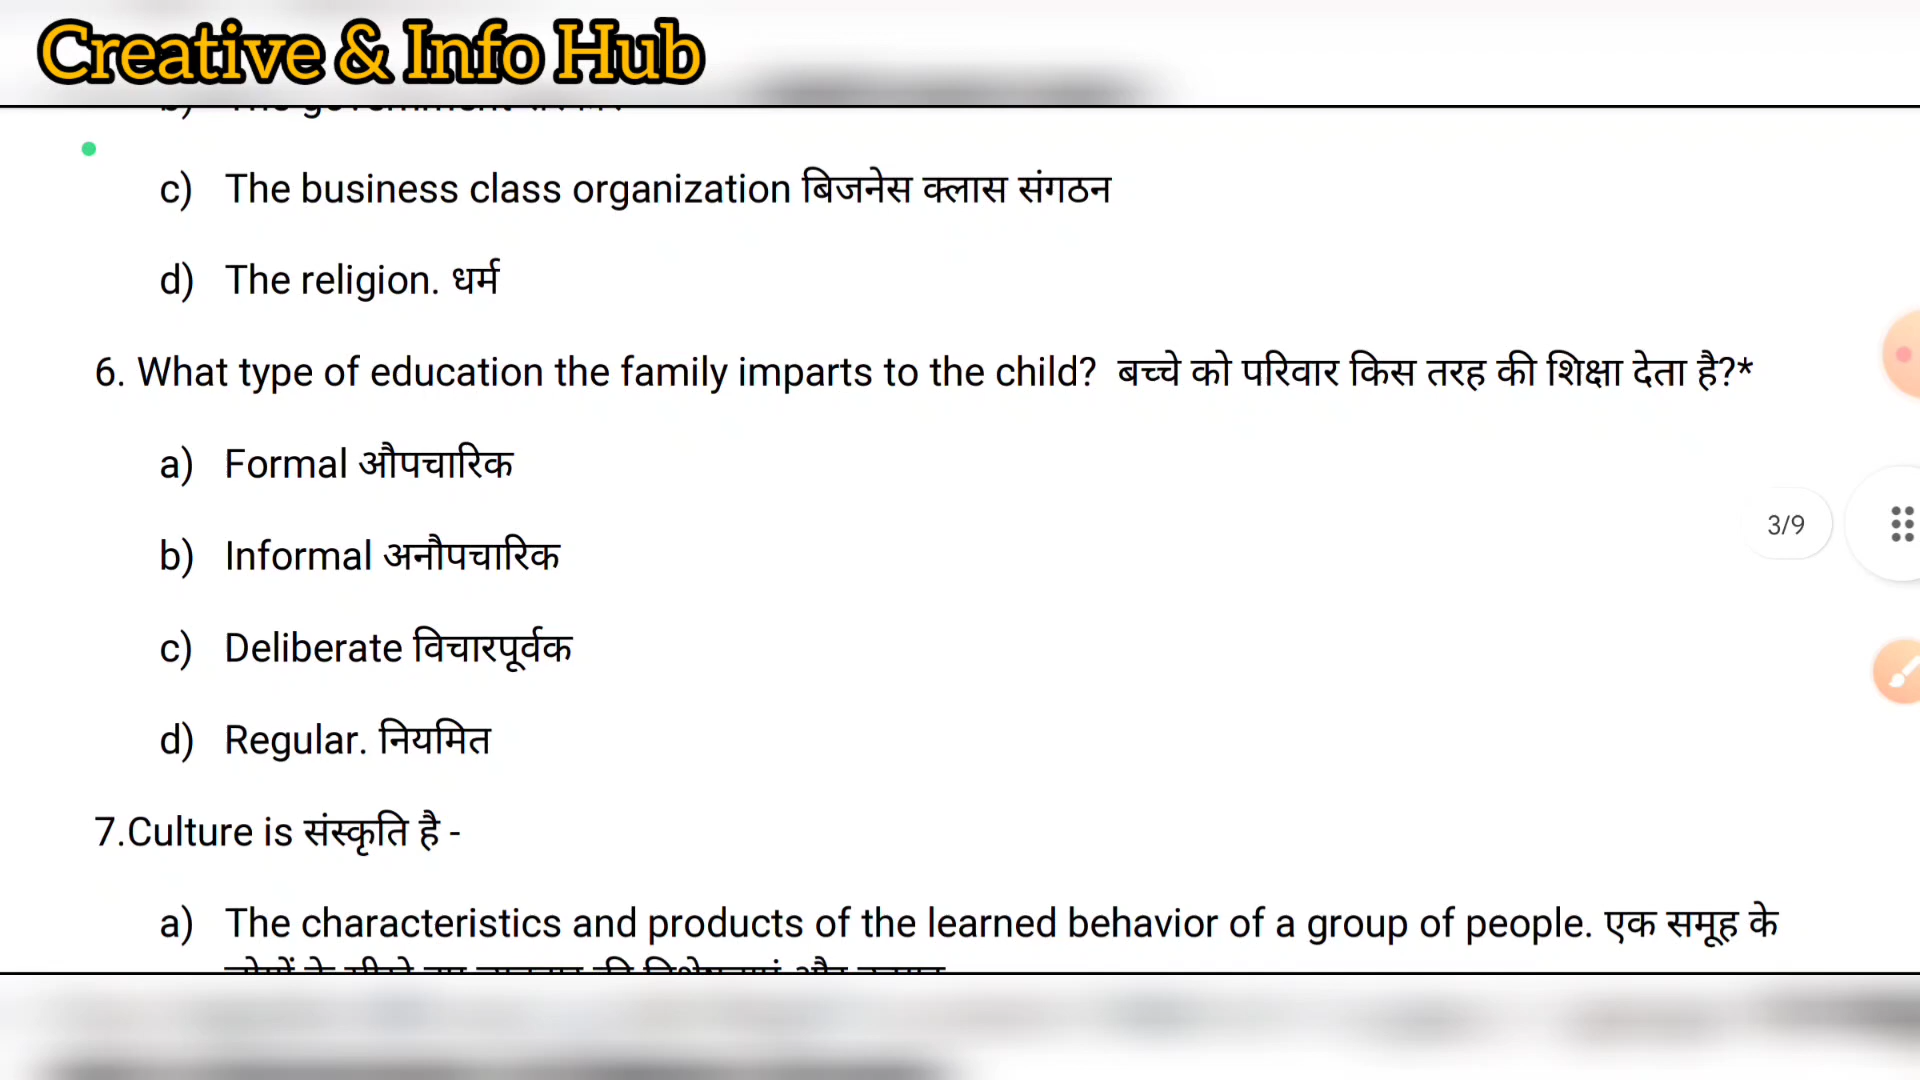 Creative & Info Hub
c) The business class organization बिजनेस क्लास संगठन
d) The religion. धर्म
6. What type of education the family imparts to the child? बच्चे को परिवार किस तरह की शिक्षा देता है?*
a) Formal औपचारिक
b) Informal अनौपचारिक
3/9
c) Deliberate विचारपूर्वक
d) Regular. नियमित
7.Culture is संस्कृति है -
a) The characteristics and products of the learned behavior of a group of people. एक समूह के